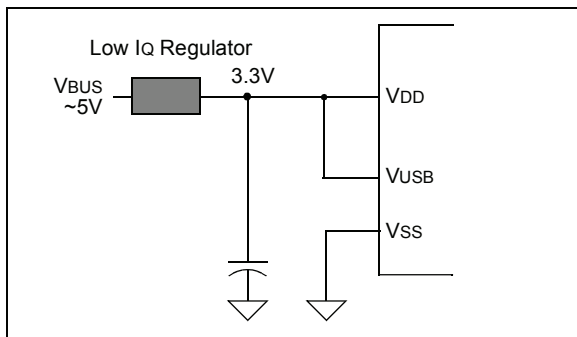 Low IQ Regulator
3.3V
VBUS
~5V
VDD
VUSB
VSS